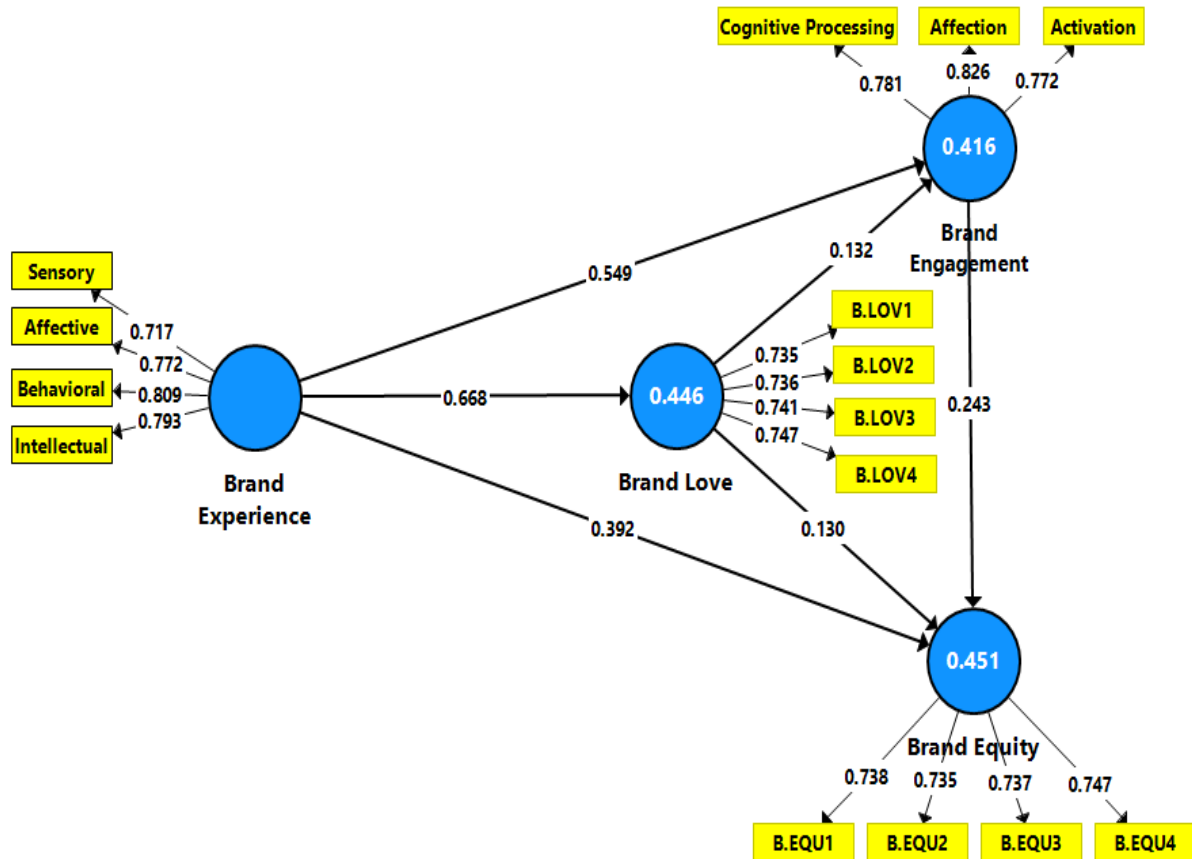 Cognitive Processing
Affection
Activation
0.781
0.826
0.772
0.416
Brand
Engagement
0.549
0.132
Sensory
Affective
Behavioral
Intellectual
0.717
0.772
0.809
0.793
Brand
Experience
0.668
0.446
Brand Love
0.735
0.736
0.741
0.747
B.LOV1
B.LOV2
B.LOV3
B.LOV4
0.243
0.392
0.130
0.451
Brand Equity
0.738
0.735
0.737
0.747
B.EQU1
B.EQU2
B.EQU3
B.EQU4